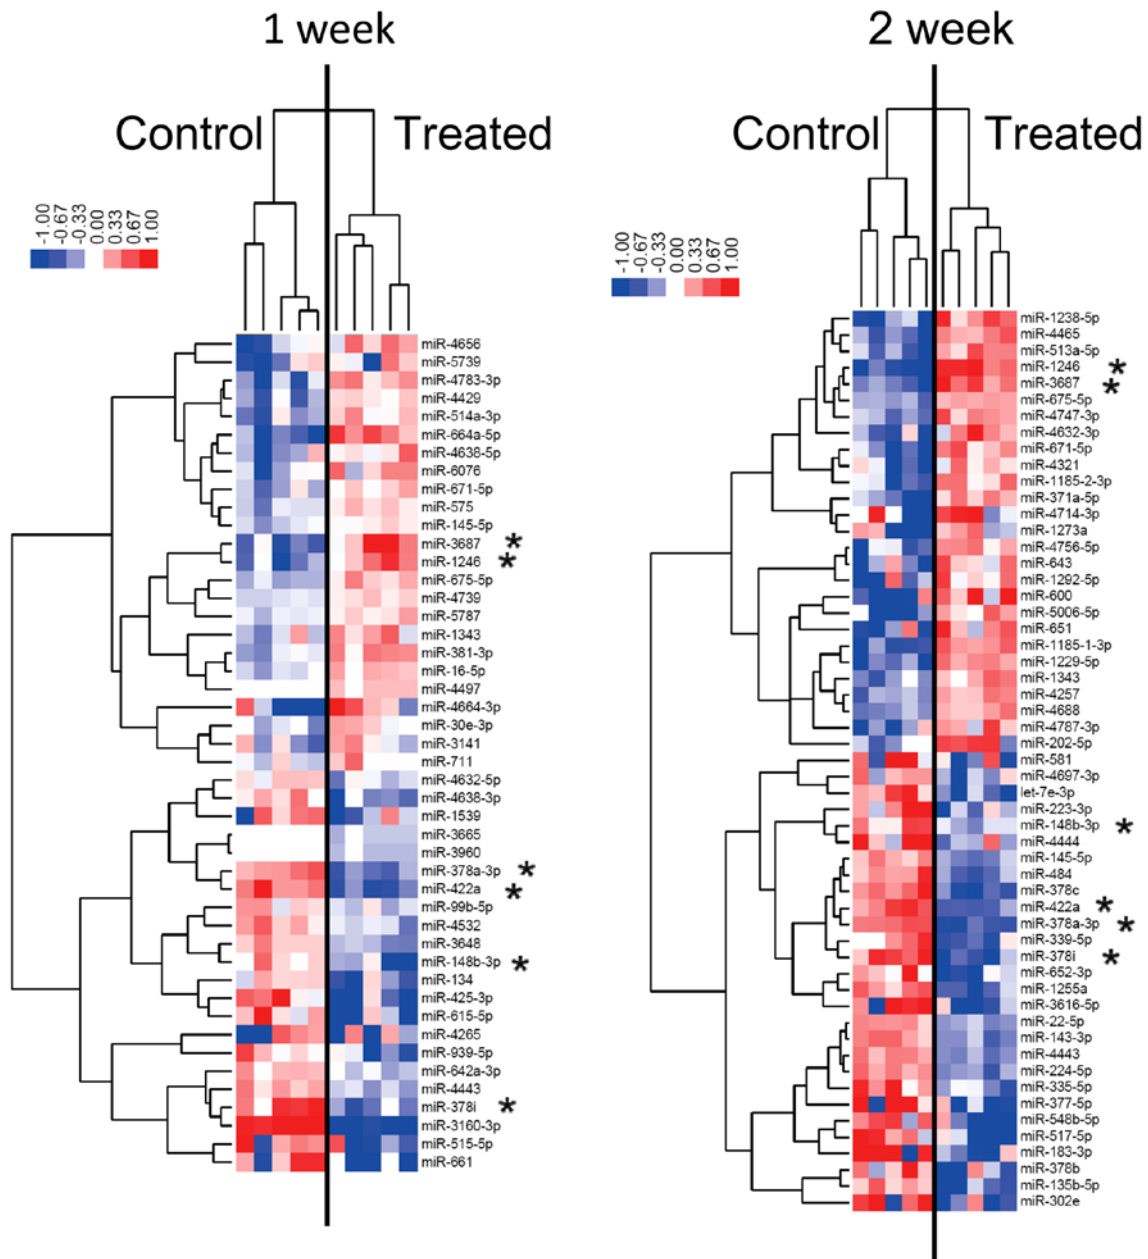 1 week
Control
Treated
-1.00
-0.67
-0.33
0.00
0.33
0.67
1.00
miR-4656
miR-5739
miR-4783-3p
miR-4429
miR-514a-3p
miR-664a-5p
miR-4638-5p
miR-6076
miR-671-5p
miR-575
miR-145-5p
miR-3687 *
miR-1246 *
miR-675-5p
miR-4739
miR-5787
miR-1343
miR-381-3p
miR-16-5p
miR-4497
miR-4664-3p
miR-30e-3p
miR-3141
miR-711
miR-4632-5p
miR-4638-3p
miR-1539
miR-3665
miR-3960
miR-378a-3p *
miR-422a *
miR-99b-5p
miR-4532
miR-3648
miR-148b-3p *
miR-134
miR-425-3p
miR-615-5p
miR-4265
miR-939-5p
miR-642a-3p
miR-4443
miR-378i *
miR-3160-3p
miR-515-5p
miR-661
2 week
Control
Treated
-1.00
-0.67
-0.33
0.00
0.33
0.67
1.00
miR-1238-5p
miR-4465
miR-513a-5p
miR-1246 *
miR-3687 *
miR-675-5p
miR-4747-3p
miR-4632-3p
miR-671-5p
miR-4321
miR-1185-2-3p
miR-371a-5p
miR-4714-3p
miR-1273a
miR-4756-5p
miR-643
miR-1292-5p
miR-600
miR-5006-5p
miR-651
miR-1185-1-3p
miR-1229-5p
miR-1343
miR-4257
miR-4688
miR-4787-3p
miR-202-5p
miR-581
miR-4697-3p
let-7e-3p
miR-223-3p
miR-148b-3p *
miR-4444
miR-145-5p
miR-484
miR-378c
miR-422a *
miR-378a-3p *
miR-339-5p
miR-378i *
miR-652-3p
miR-1255a
miR-3616-5p
miR-22-5p
miR-143-3p
miR-4443
miR-224-5p
miR-335-5p
miR-377-5p
miR-548b-5p
miR-517-5p
miR-183-3p
miR-378b
miR-135b-5p
miR-302e